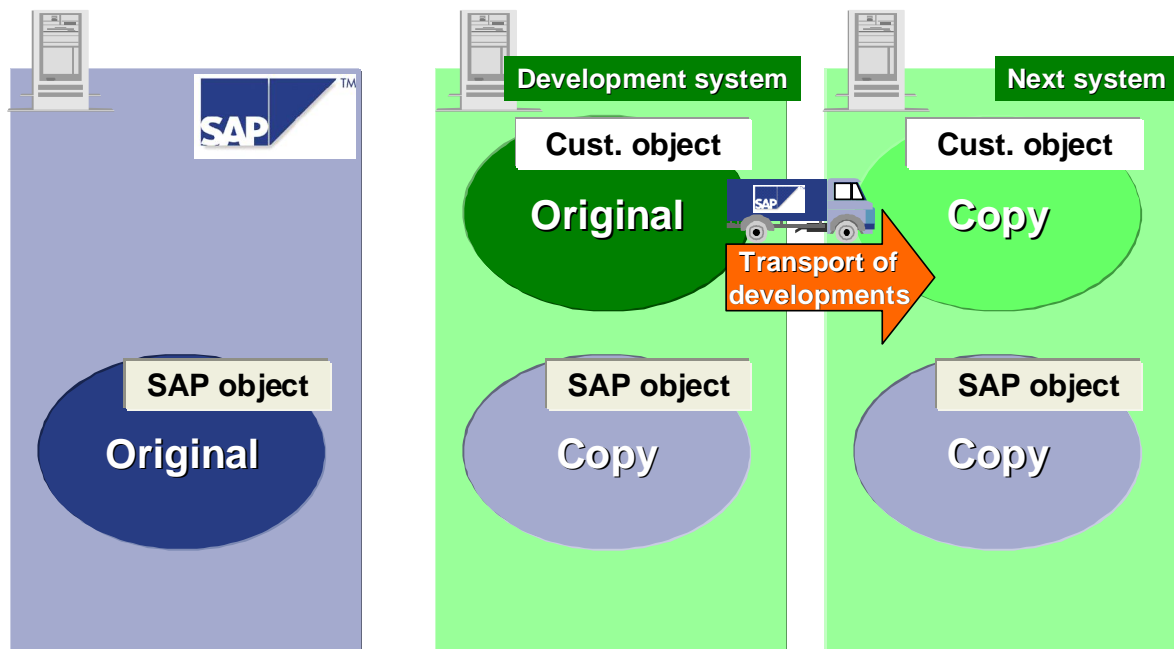 SAP
TM
SAP object
Original
Development system
Cust. object
Original
SAP
Transport of
developments
SAP object
Copy
Next system
Cust. object
Copy
SAP object
Copy